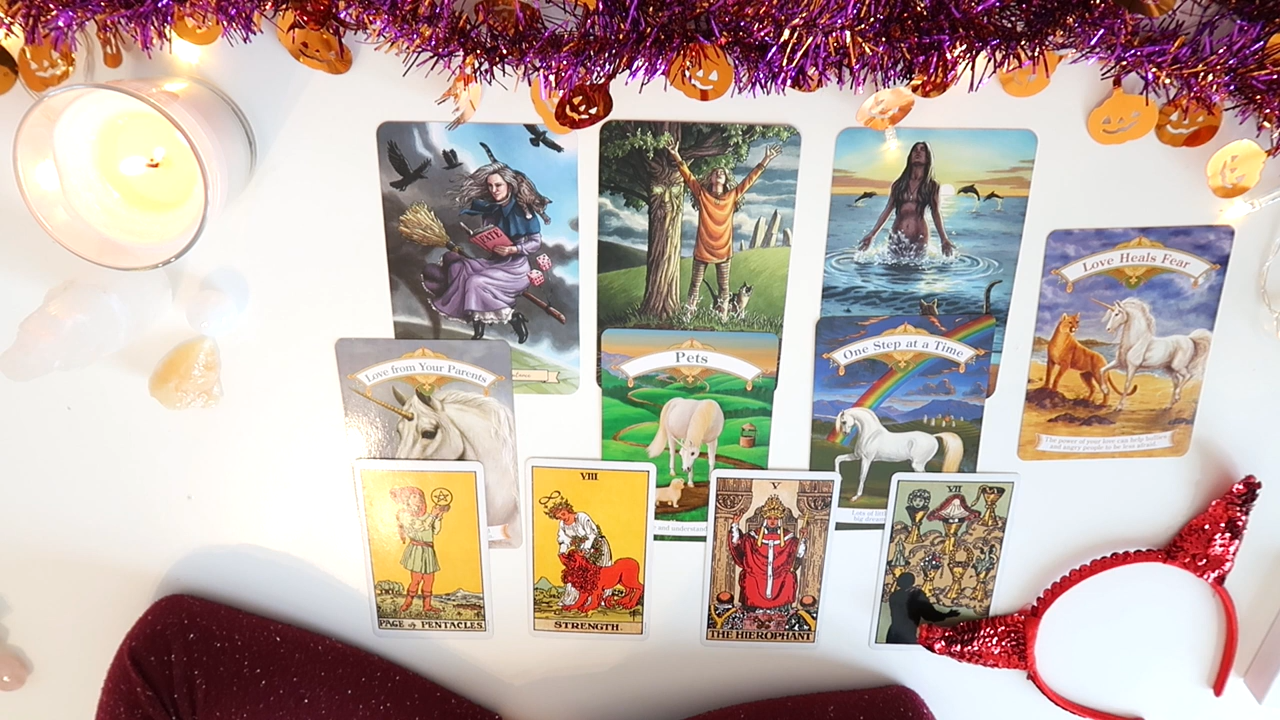 FATE
Love Heals Fear
The power of your love can help bullies
and angry people to be less afraid.
Love from Your Parents
Pets
and understand
One Step at a Time
Lots of
big
PAGE of PENTACLES
VIII
STRENGTH.
V
THE HIEROPHANT
VII